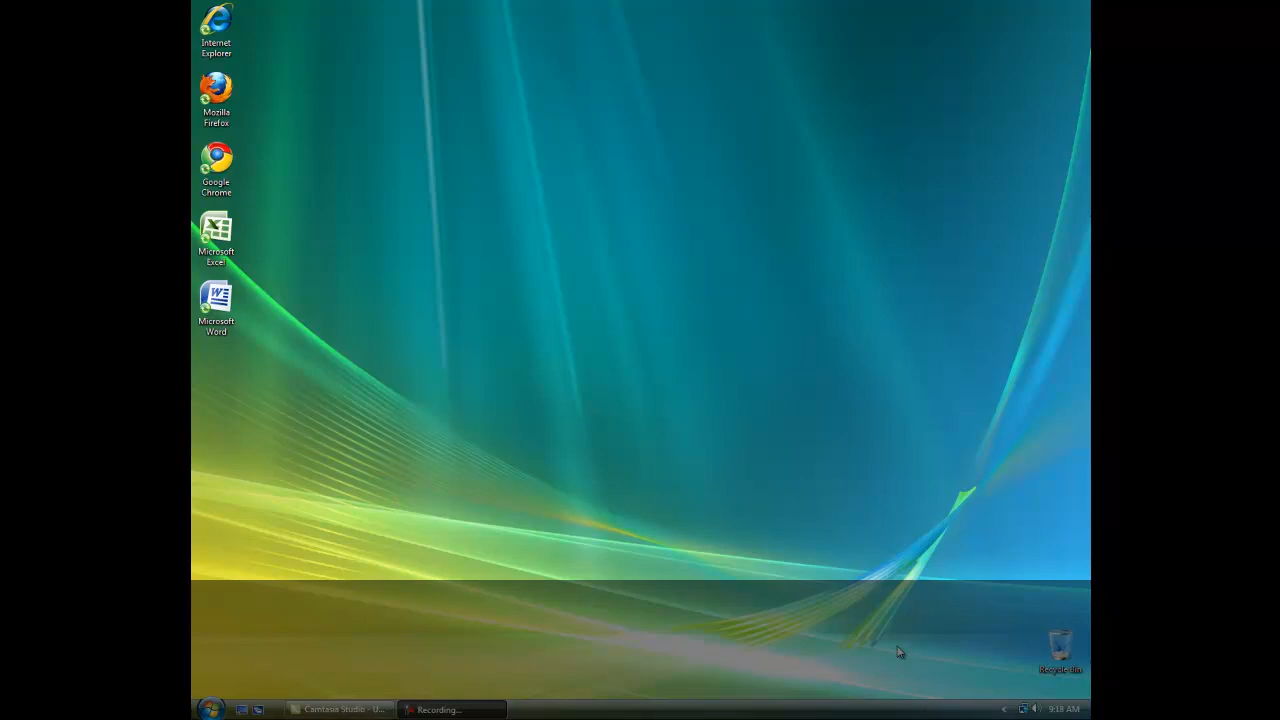 Internet
Explorer
Mozilla
Firefox
Google
Chrome
Microsoft
Excel
Microsoft
Word
Recycle Bin
Camtasia Studio - U...
Recording...
9:18 AM